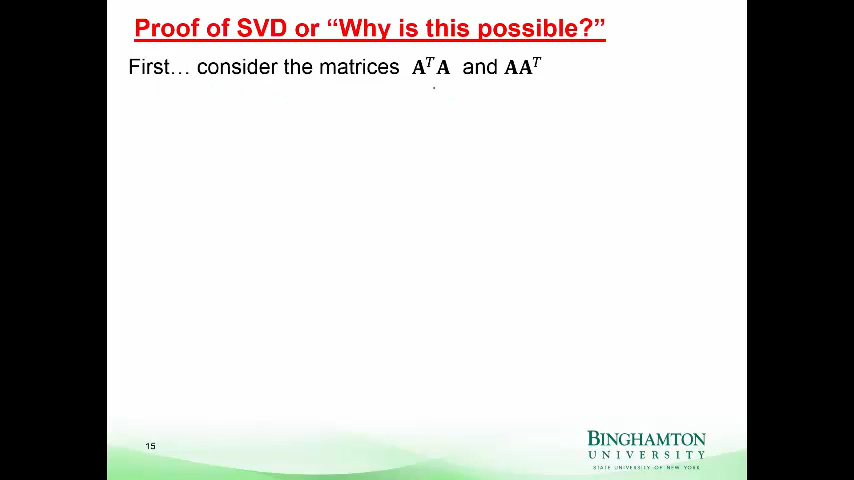 Proof of SVD or “Why is this possible?”
First… consider the matrices 𝐀ᵀ𝐀 and 𝐀𝐀ᵀ
15
BINGHAMTON
UNIVERSITY
STATE UNIVERSITY OF NEW YORK